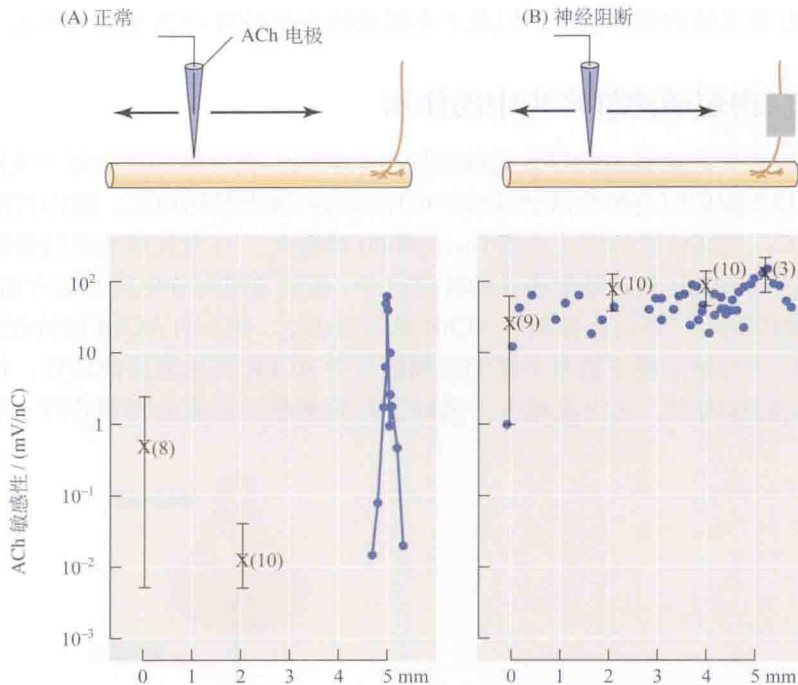 (A) 正常
ACh 电极
(B) 神经阻断
ACh 敏感性 / (mV/nC)
10²
10
1
10⁻¹
10⁻²
10⁻³
X(8)
X(10)
0 1 2 3 4 5 mm
X(9)
X(10)
X(10)
X(3)
0 1 2 3 4 5 mm